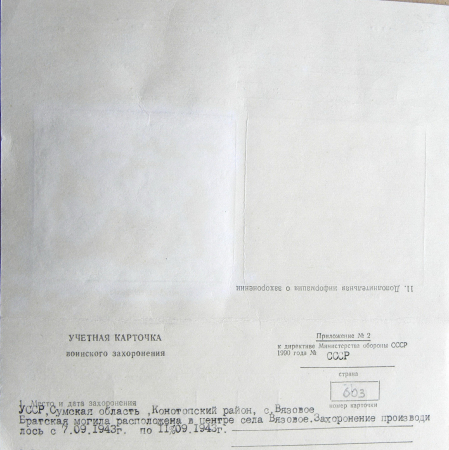 11. Дополнительная информация о захоронении
УЧЕТНАЯ КАРТОЧКА
воинского захоронения
Приложение № 2
к директиве Министерства обороны СССР
1990 года №
СССР
страна
603
номер карточки
1. Место и дата захоронения
УССР,Сумская область ,Конотопский район, с.Вязовое
Братская могила расположена в центре села Вязовое.Захоронение производи
лось с 7.09.1943г. по 11.09.1943г.